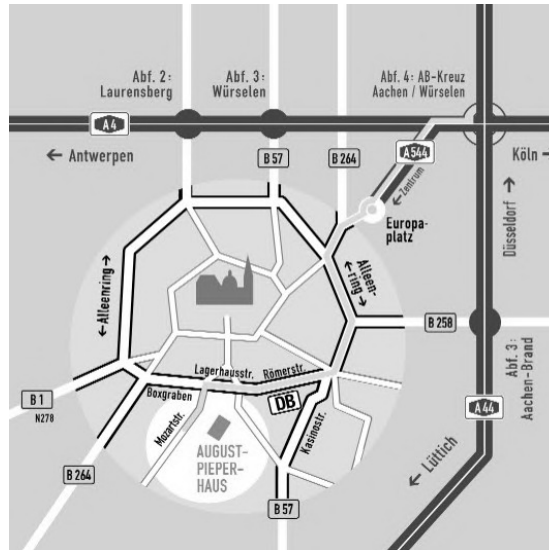 Abf. 2:
Laurensberg
Abf. 3:
Würselen
Abf. 4: AB-Kreuz
Aachen / Würselen
A4
← Antwerpen
B 57
B 264
A544
← Zentrum
Köln →
Europa-
platz
Düsseldorf →
← Alleenring →
← Alleen-
ring →
B 258
Abf. 3:
Aachen-Brand
Lagerhausstr.
Römerstr.
B 1
N278
Boxgraben
DB
Mozartstr.
Kasinostr.
A44
AUGUST-
PIEPER-
HAUS
← Lüttich
B 264
B 57